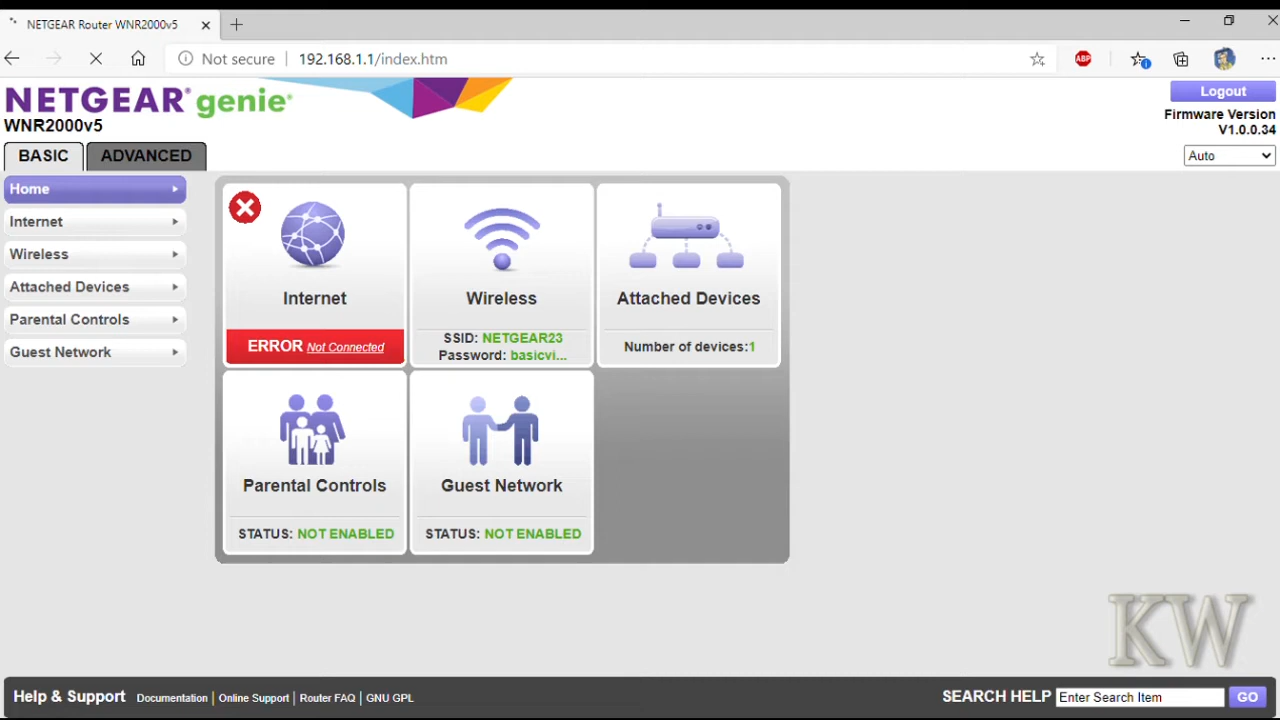 NETGEAR Router WNR2000v5
Not secure | 192.168.1.1/index.htm
ABP
NETGEAR® genie®
WNR2000v5
Logout
Firmware Version
V1.0.0.34
BASIC
ADVANCED
Auto
Home
Internet
Wireless
Attached Devices
Parental Controls
Guest Network
Internet
ERROR Not Connected
Wireless
SSID: NETGEAR23
Password: basicvi...
Attached Devices
Number of devices:1
Parental Controls
STATUS: NOT ENABLED
Guest Network
STATUS: NOT ENABLED
KW
Help & Support Documentation | Online Support | Router FAQ | GNU GPL
SEARCH HELP Enter Search Item GO